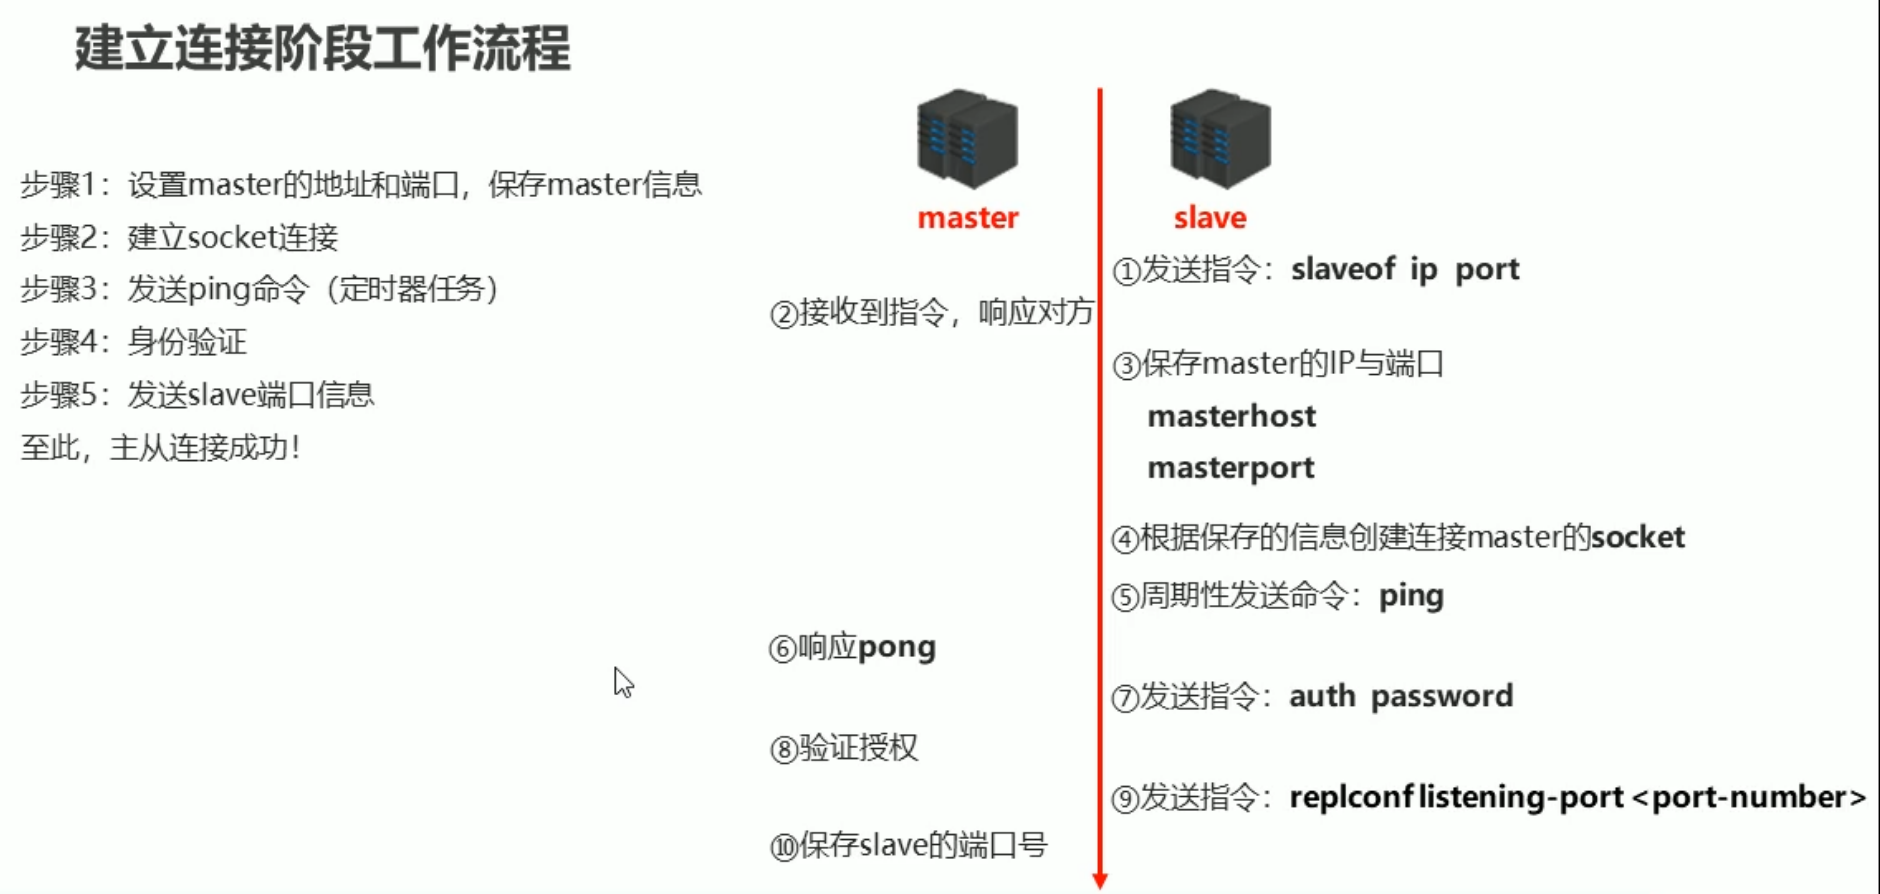 建立连接阶段工作流程
步骤1：设置master的地址和端口，保存master信息
步骤2：建立socket连接
步骤3：发送ping命令（定时器任务）
步骤4：身份验证
步骤5：发送slave端口信息
至此，主从连接成功！
master
slave
①发送指令：slaveof ip port
②接收到指令，响应对方
③保存master的IP与端口
masterhost
masterport
④根据保存的信息创建连接master的socket
⑤周期性发送命令：ping
⑥响应pong
⑦发送指令：auth password
⑧验证授权
⑨发送指令：replconf listening-port <port-number>
⑩保存slave的端口号